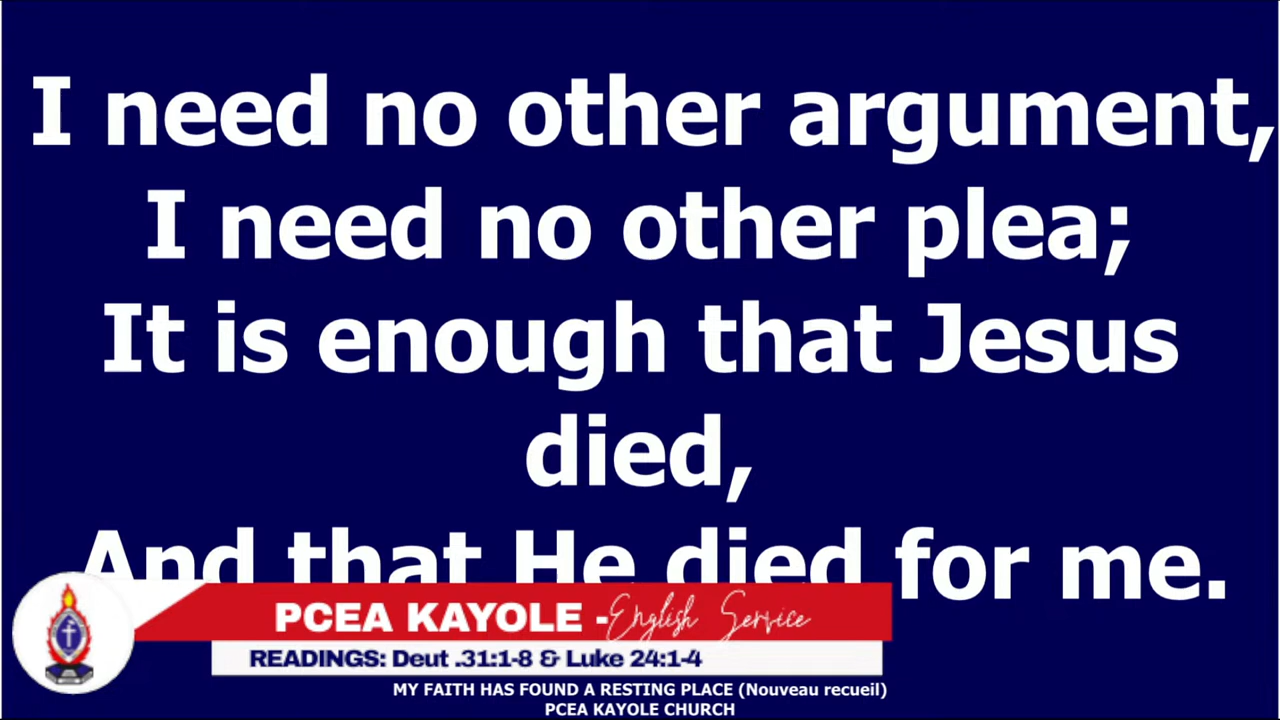 I need no other argument,
I need no other plea;
It is enough that Jesus
died,
And that He died for me.
PCEA KAYOLE -English Service
READINGS: Deut .31:1-8 & Luke 24:1-4
MY FAITH HAS FOUND A RESTING PLACE (Nouveau recueil)
PCEA KAYOLE CHURCH